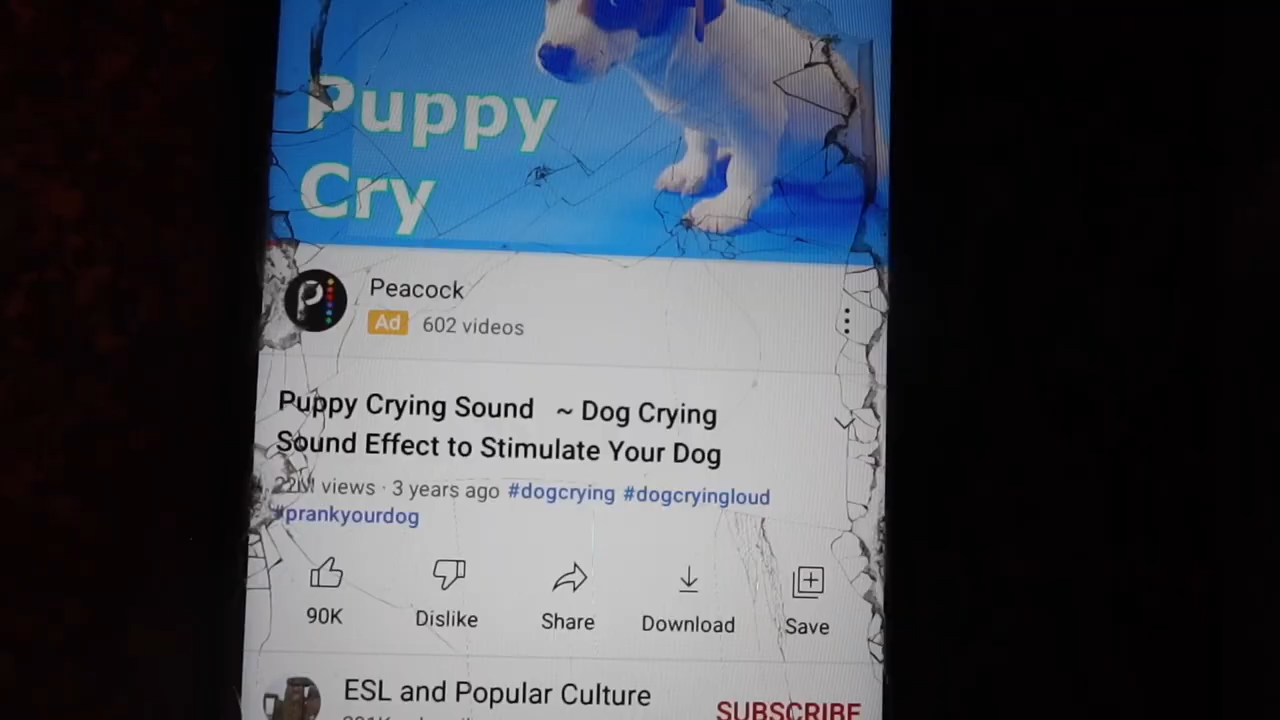 Puppy
Cry
Peacock
Ad 602 videos
Puppy Crying Sound ~ Dog Crying
Sound Effect to Stimulate Your Dog
22M views · 3 years ago #dogcrying #dogcryingloud
#prankyourdog
90K Dislike Share Download Save
ESL and Popular Culture
SUBSCRIBE